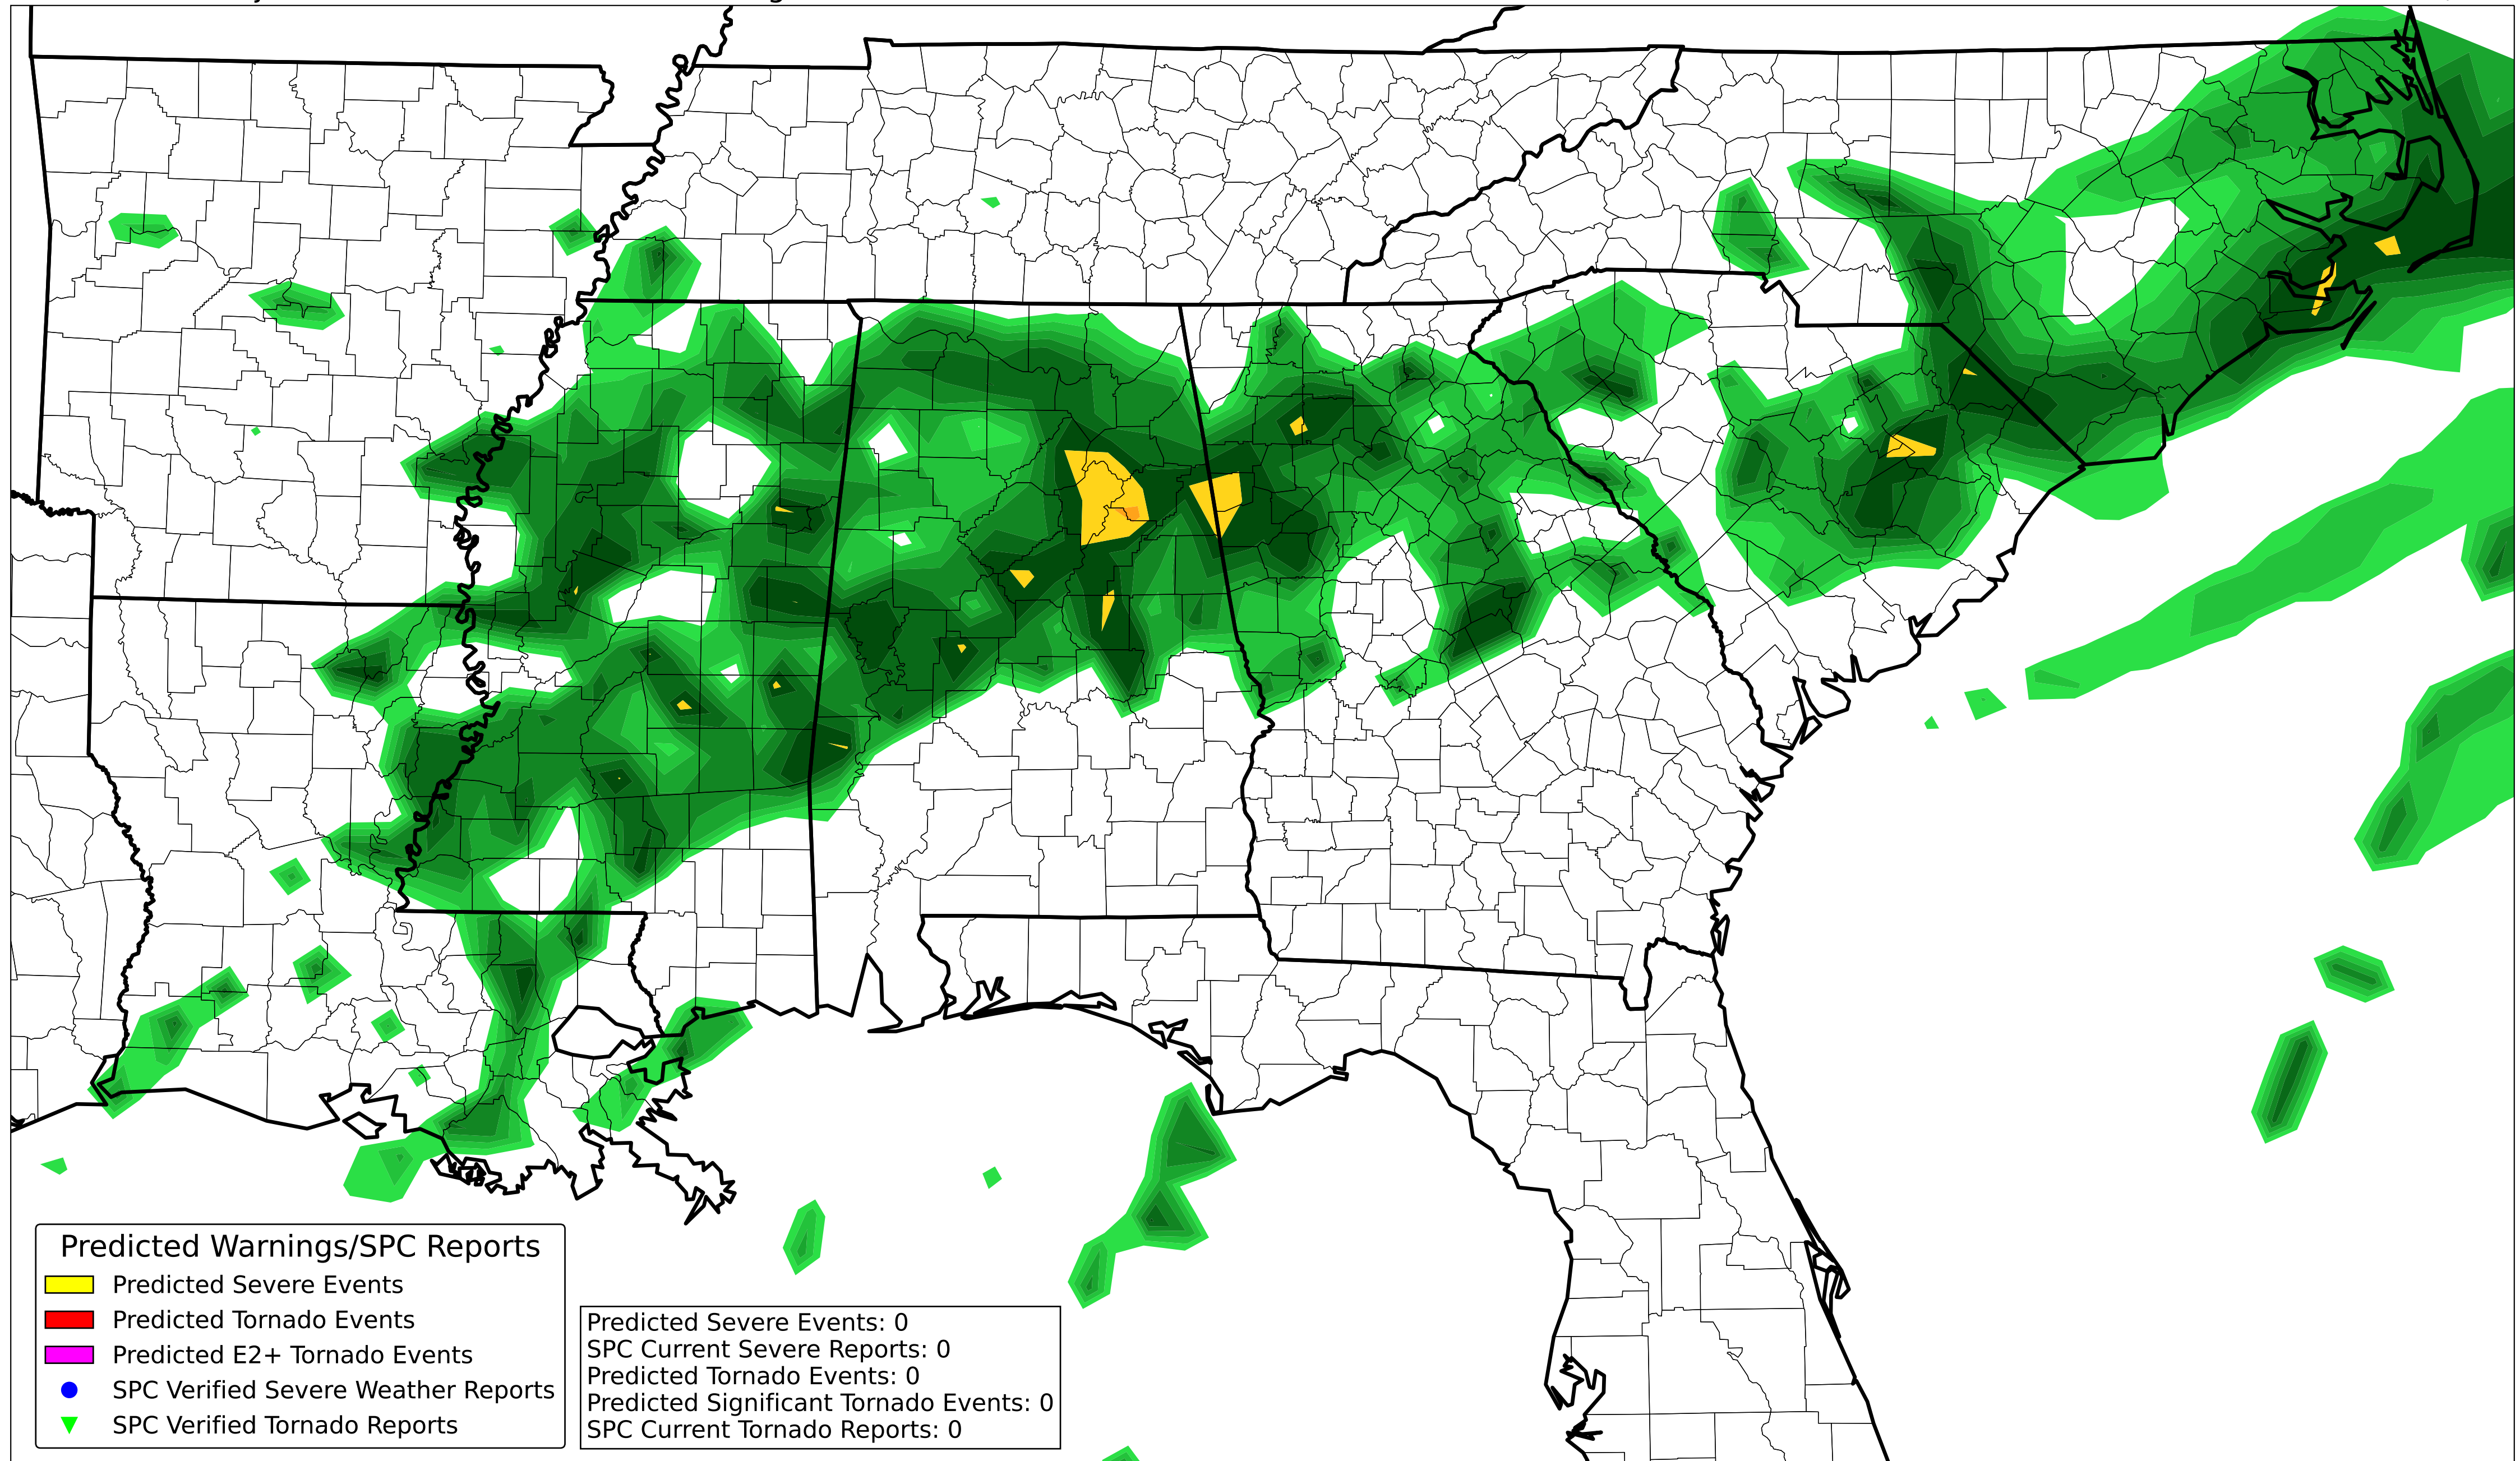 Predicted Warnings/SPC Reports
Predicted Severe Events
Predicted Tornado Events
Predicted E2+ Tornado Events
SPC Verified Severe Weather Reports
SPC Verified Tornado Reports
Predicted Severe Events: 0
SPC Current Severe Reports: 0
Predicted Tornado Events: 0
Predicted Significant Tornado Events: 0
SPC Current Tornado Reports: 0